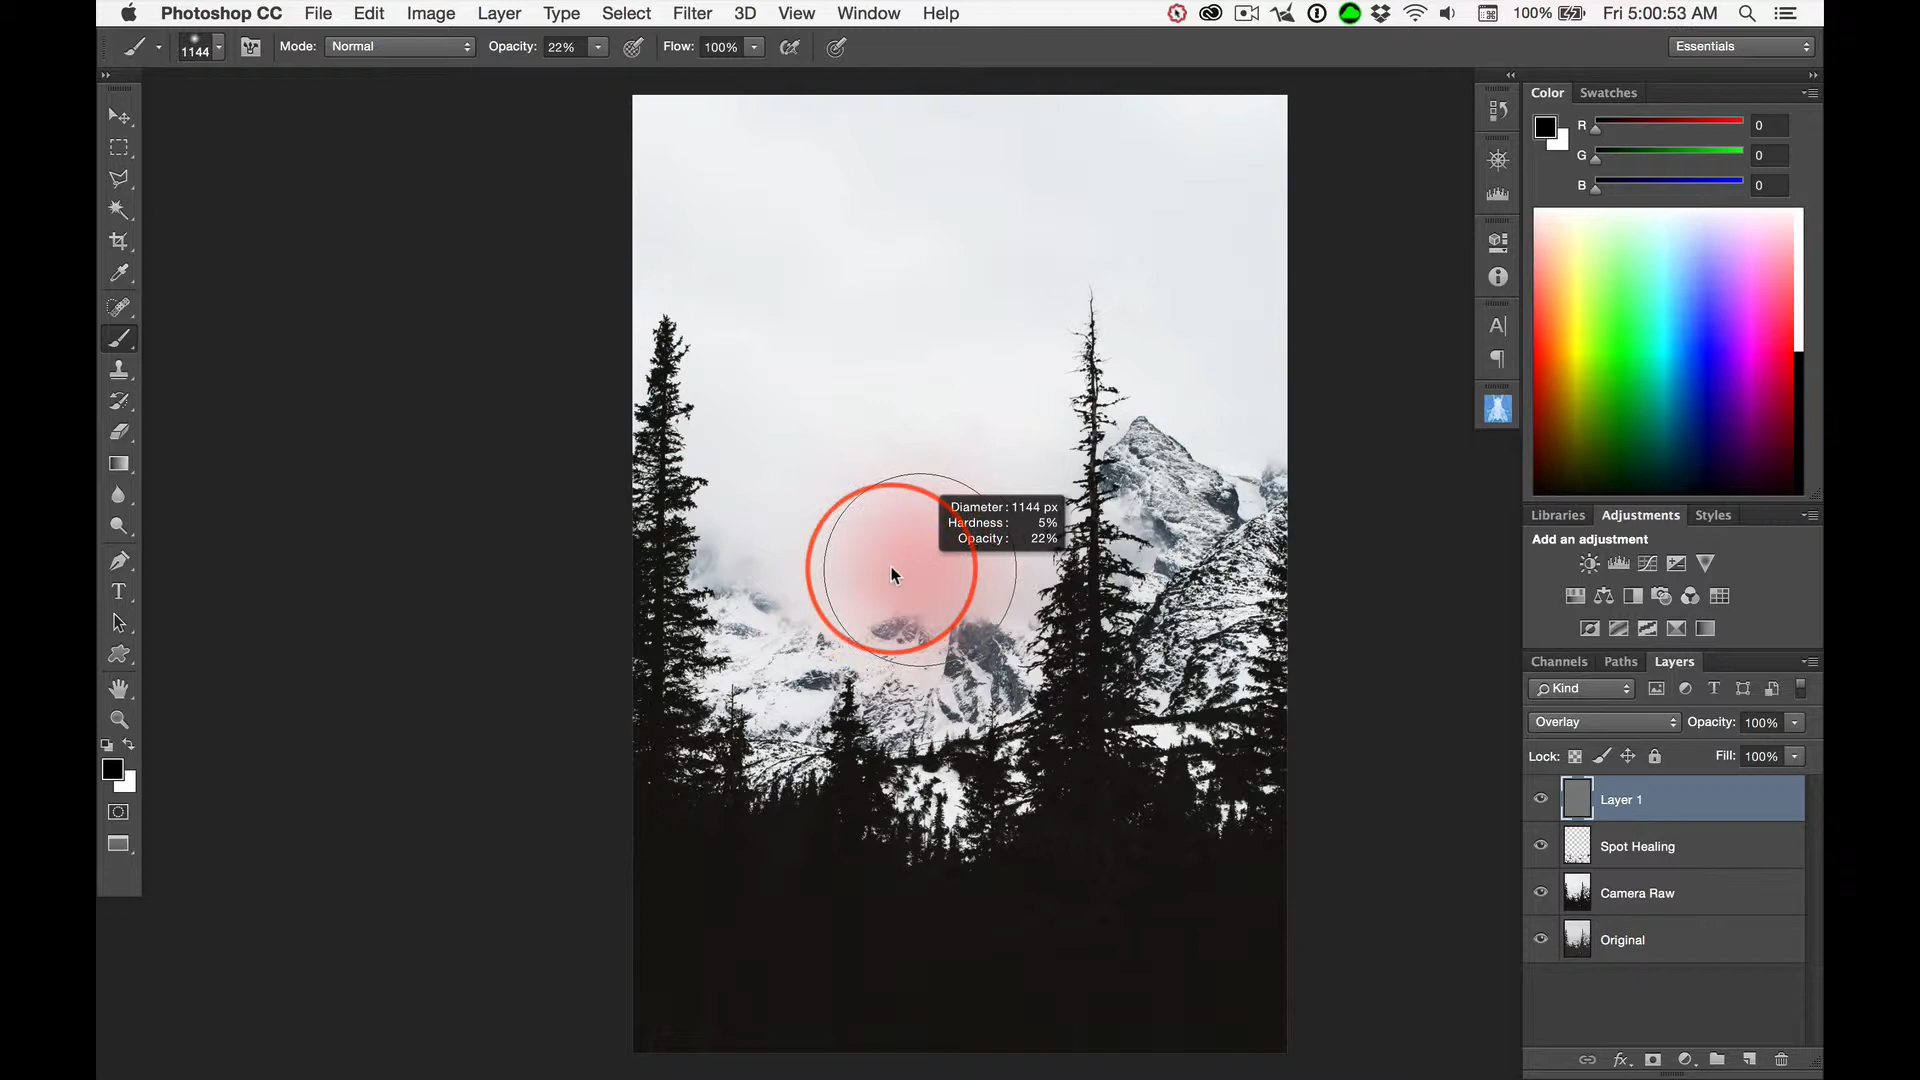 Photoshop CC File Edit Image Layer Type Select Filter 3D View Window Help 100% Fri 5:00:53 AM
1144 Mode: Normal Opacity: 22% Flow: 100% Essentials
Color Swatches
R 0
G 0
B 0
Diameter: 1144 px
Hardness: 5%
Opacity: 22%
Libraries Adjustments Styles
Add an adjustment
Channels Paths Layers
Kind
Overlay Opacity: 100%
Lock: Fill: 100%
Layer 1
Spot Healing
Camera Raw
Original